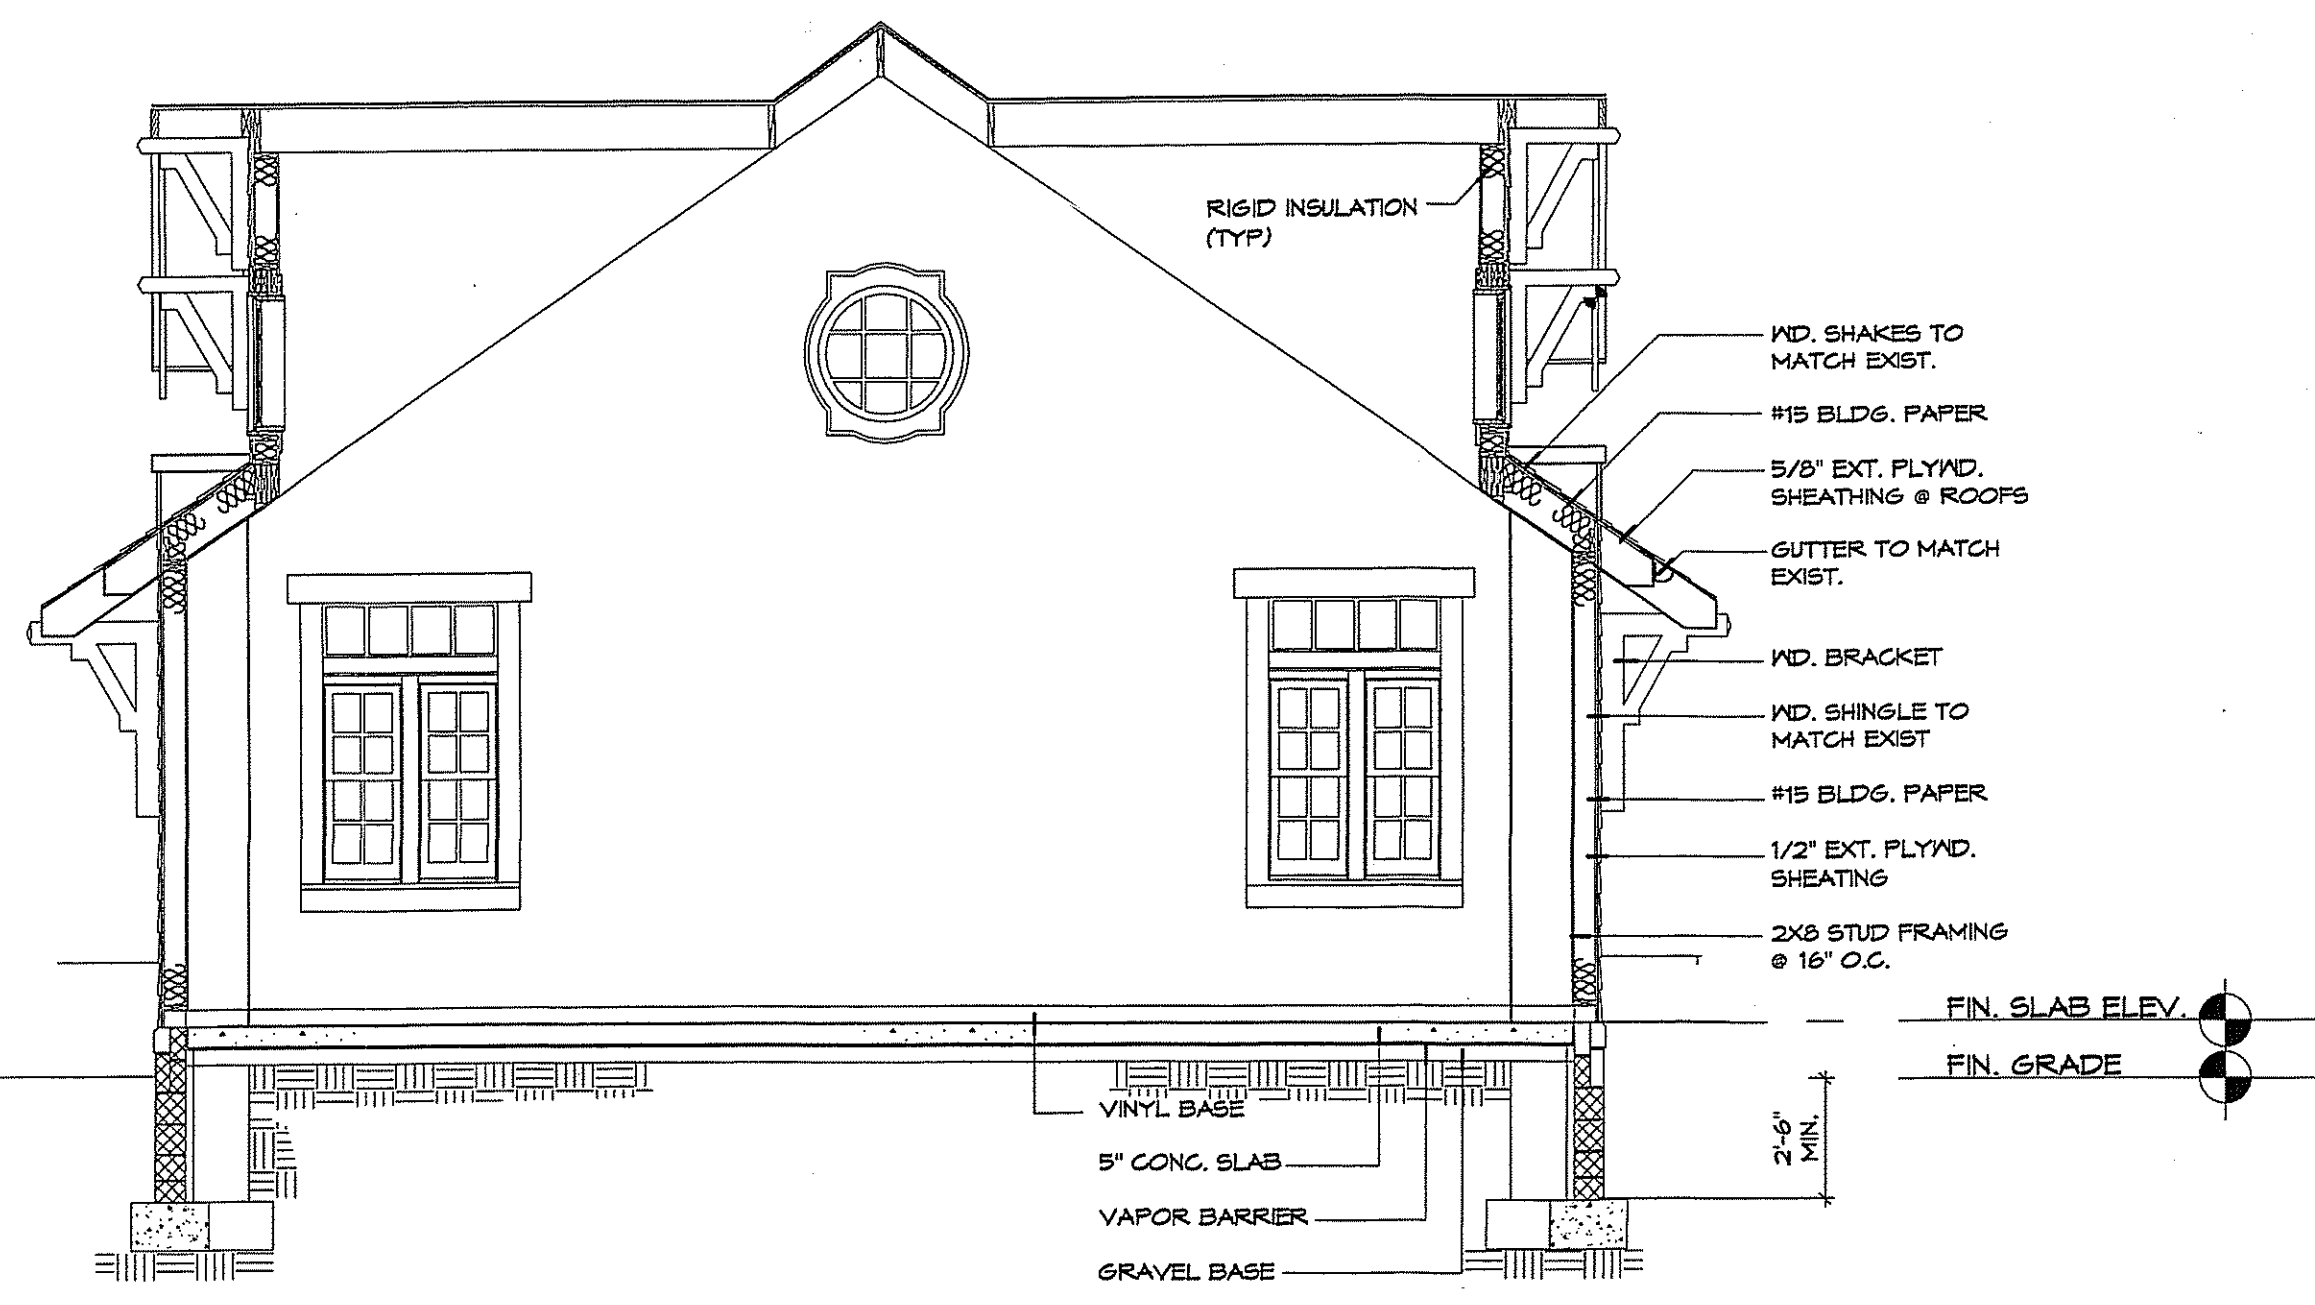 RIGID INSULATION
(TYP)
WD. SHAKES TO
MATCH EXIST.
#15 BLDG. PAPER
5/8" EXT. PLYWD.
SHEATHING @ ROOFS
GUTTER TO MATCH
EXIST.
WD. BRACKET
WD. SHINGLE TO
MATCH EXIST
#15 BLDG. PAPER
1/2" EXT. PLYWD.
SHEATING
2X8 STUD FRAMING
@ 16" O.C.
FIN. SLAB ELEV.
FIN. GRADE
2'-6"
MIN.
VINYL BASE
5" CONC. SLAB
VAPOR BARRIER
GRAVEL BASE